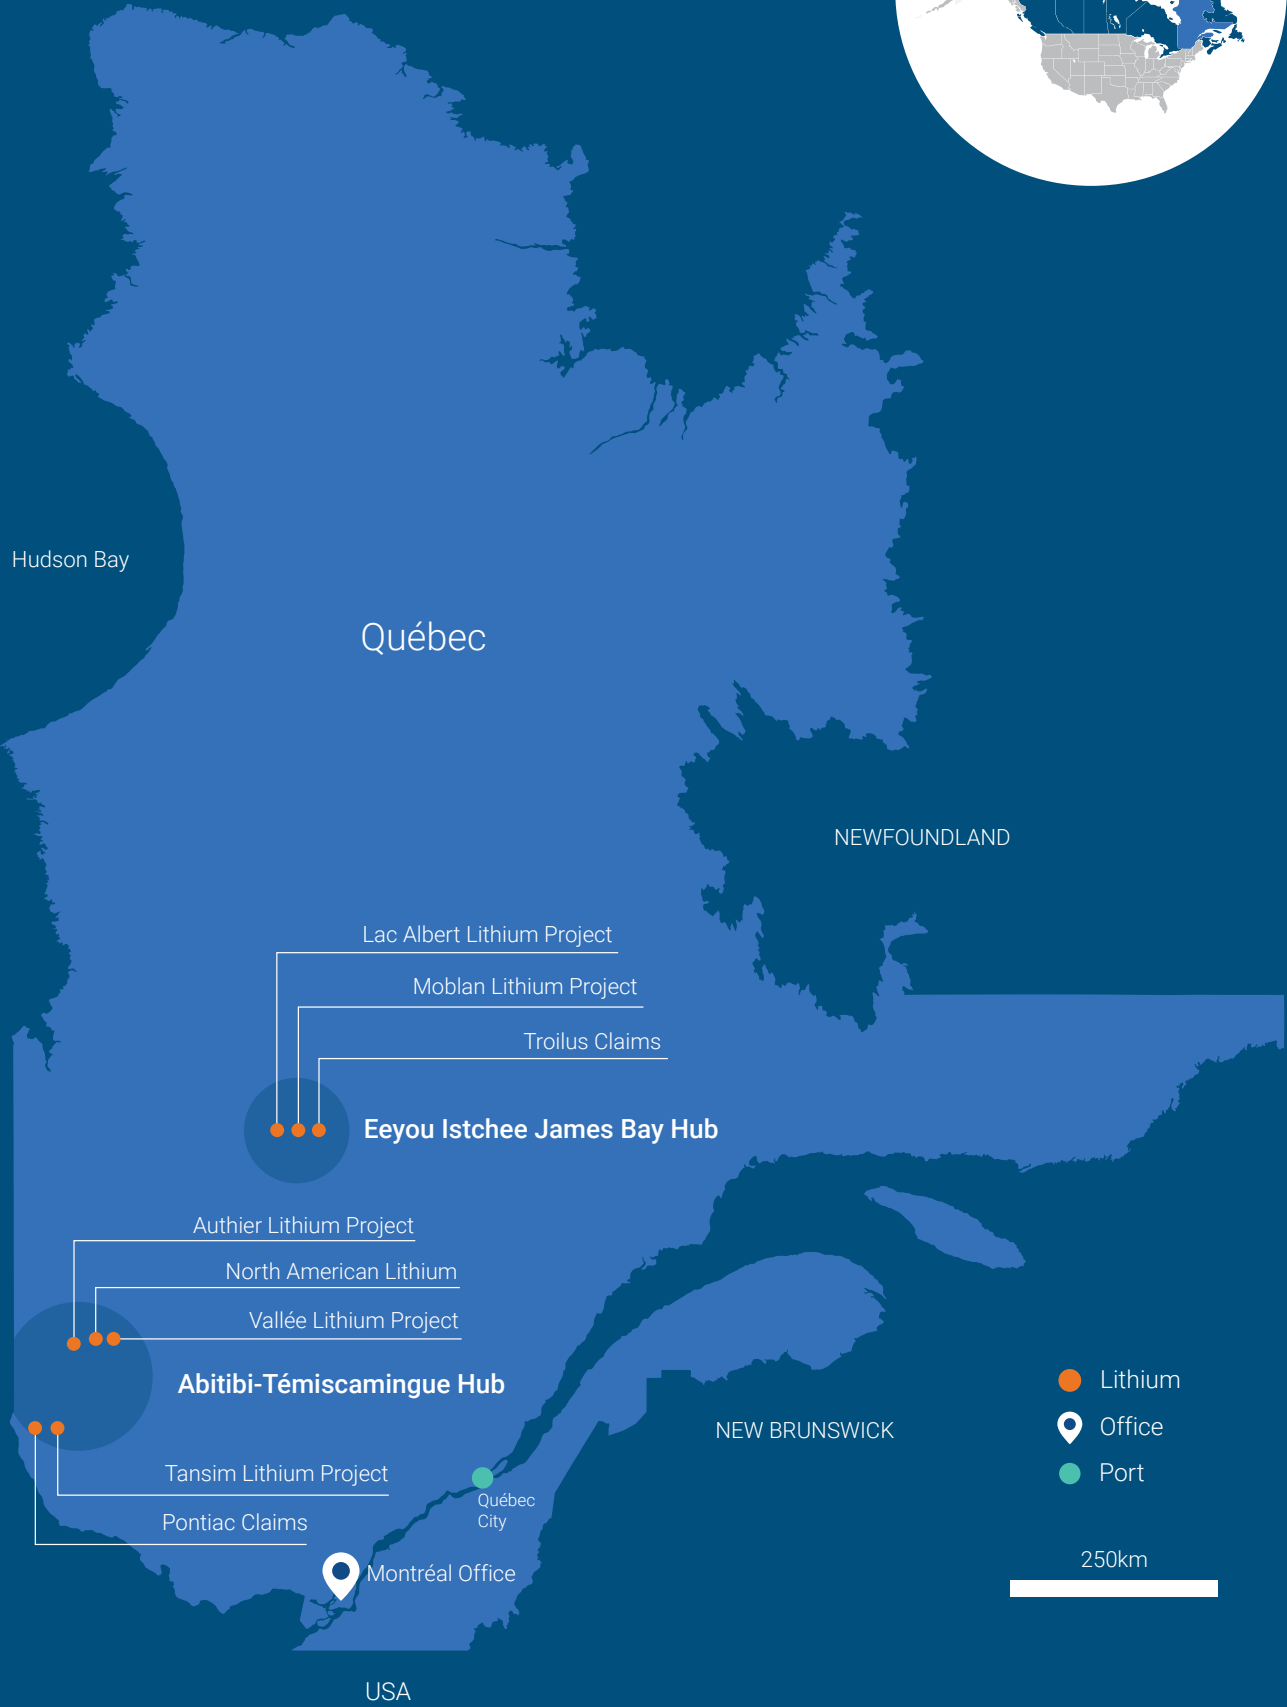 Hudson Bay
Québec
NEWFOUNDLAND
Lac Albert Lithium Project
Moblan Lithium Project
Troilus Claims
Eeyou Istchee James Bay Hub
Authier Lithium Project
North American Lithium
Vallée Lithium Project
Abitibi-Témiscamingue Hub
Tansim Lithium Project
Pontiac Claims
Québec
City
Montréal Office
NEW BRUNSWICK
Lithium
Office
Port
250km
USA